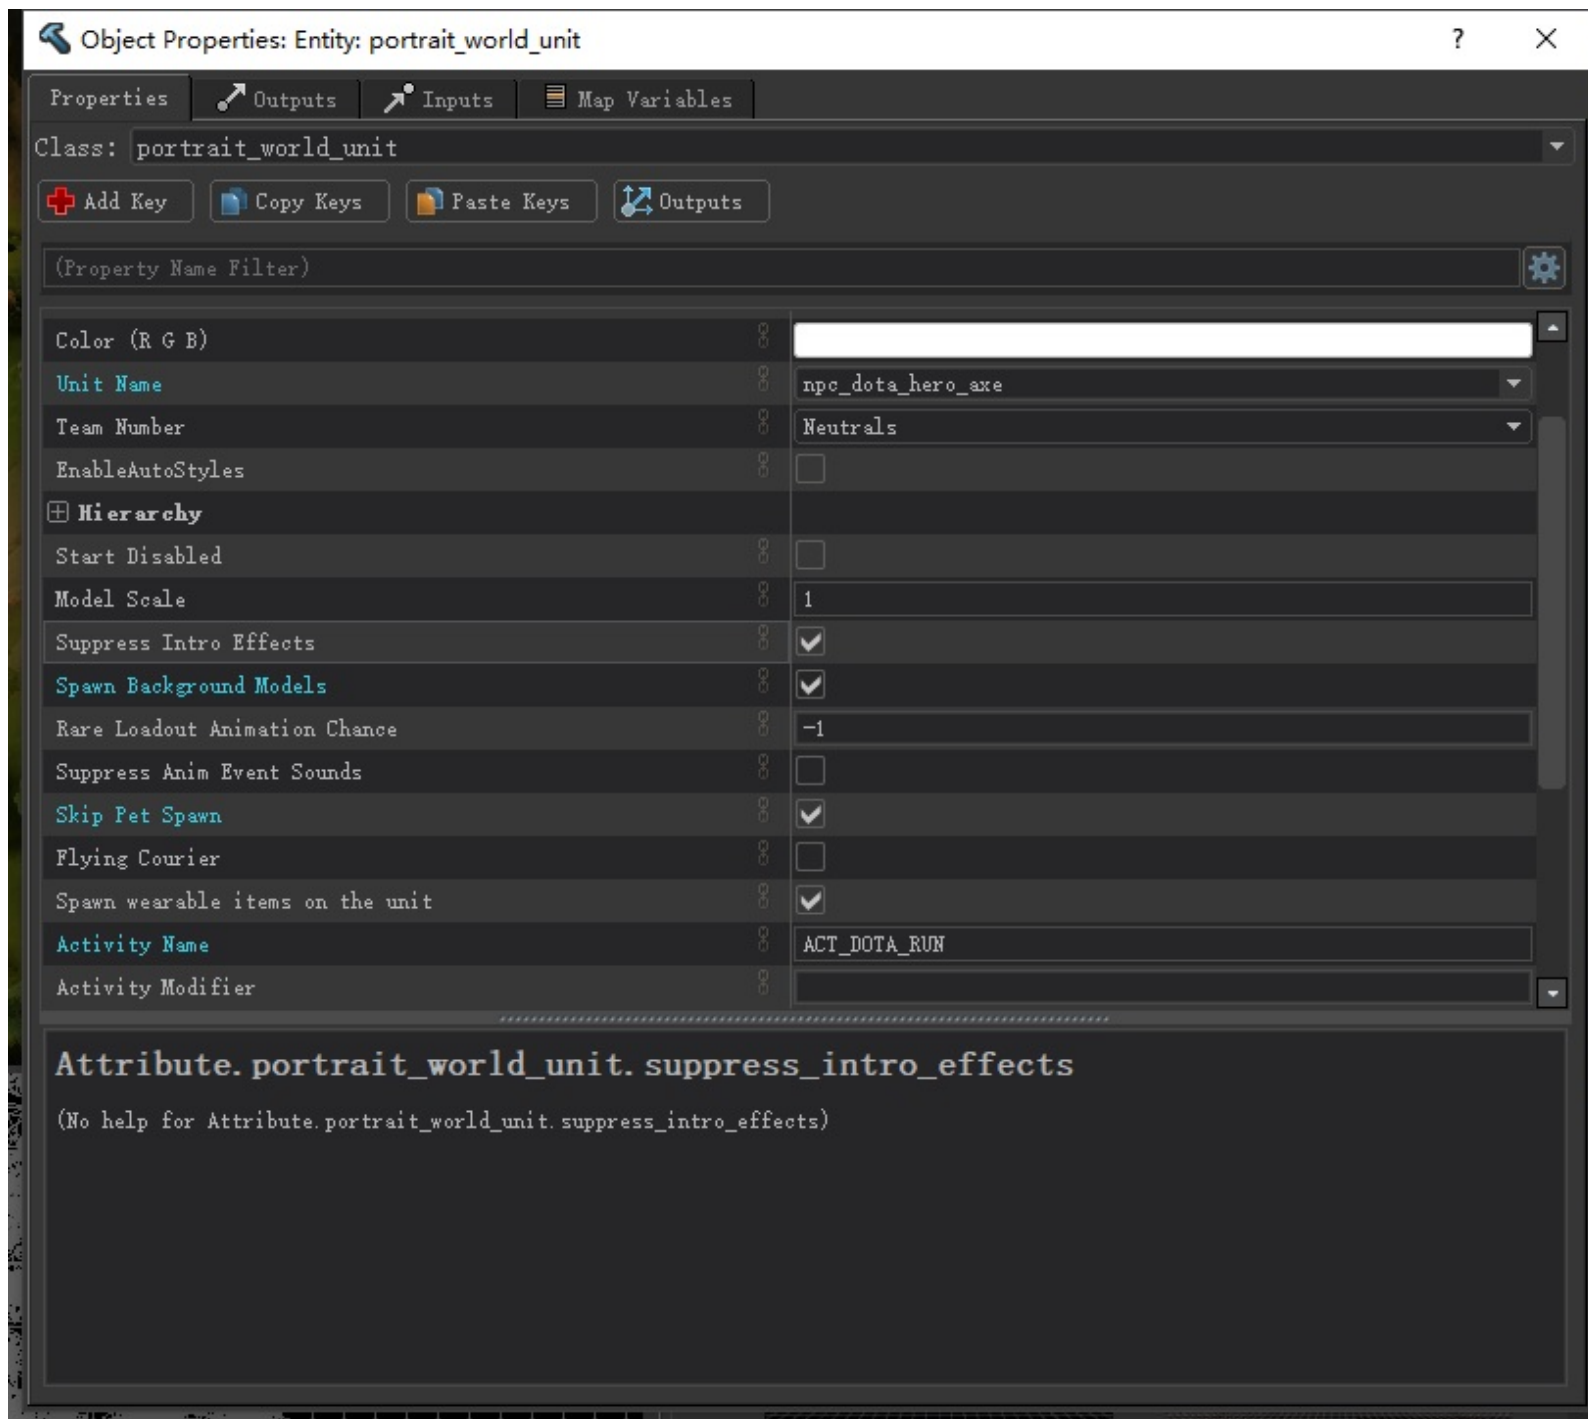 Object Properties: Entity: portrait_world_unit ?
Properties Outputs Inputs Map Variables
Class: portrait_world_unit
Add Key Copy Keys Paste Keys Outputs
(Property Name Filter)
Color (R G B)
Unit Name npc_dota_hero_axe
Team Number Neutrals
EnableAutoStyles
Hierarchy
Start Disabled
Model Scale 1
Suppress Intro Effects
Spawn Background Models
Rare Loadout Animation Chance -1
Suppress Anim Event Sounds
Skip Pet Spawn
Flying Courier
Spawn wearable items on the unit
Activity Name ACT_DOTA_RUN
Activity Modifier
Attribute.portrait_world_unit.suppress_intro_effects
(No help for Attribute.portrait_world_unit.suppress_intro_effects)